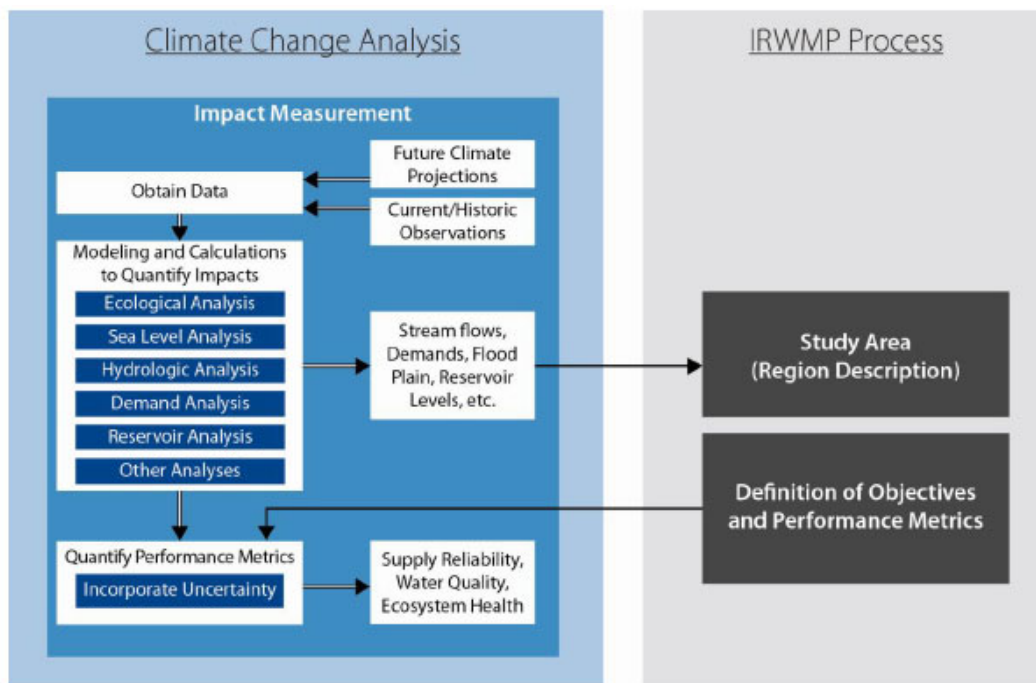 Climate Change Analysis
IRWMP Process
Impact Measurement
Obtain Data
Future Climate
Projections
Current/Historic
Observations
Modeling and Calculations
to Quantify Impacts
Ecological Analysis
Sea Level Analysis
Hydrologic Analysis
Demand Analysis
Reservoir Analysis
Other Analyses
Stream flows,
Demands, Flood
Plain, Reservoir
Levels, etc.
Study Area
(Region Description)
Definition of Objectives
and Performance Metrics
Quantify Performance Metrics
Incorporate Uncertainty
Supply Reliability,
Water Quality,
Ecosystem Health